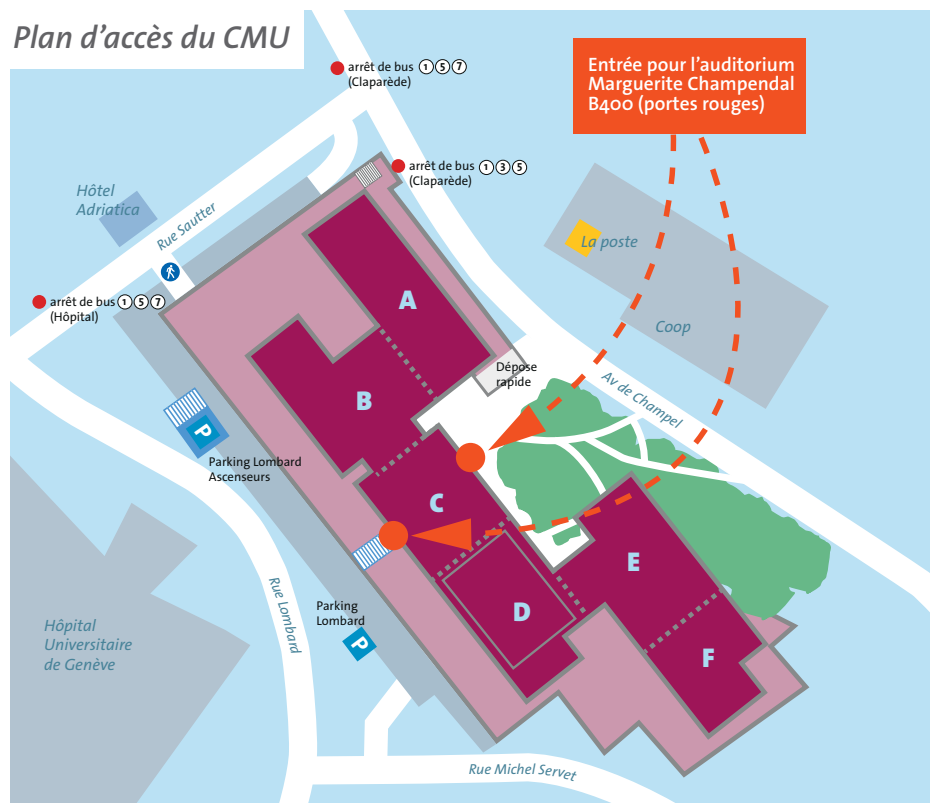 Plan d’accès du CMU
arrêt de bus 1 5 7
(Claparède)
Entrée pour l’auditorium
Marguerite Champendal
B400 (portes rouges)
arrêt de bus 1 3 5
(Claparède)
Hôtel
Adriatica
Rue Sautter
La poste
arrêt de bus 1 5 7
(Hôpital)
A
Coop
Dépose
rapide
Av de Champel
B
P
Parking Lombard
Ascenseurs
C
E
Rue Lombard
Parking
Lombard
P
D
Hôpital
Universitaire
de Genève
F
Rue Michel Servet